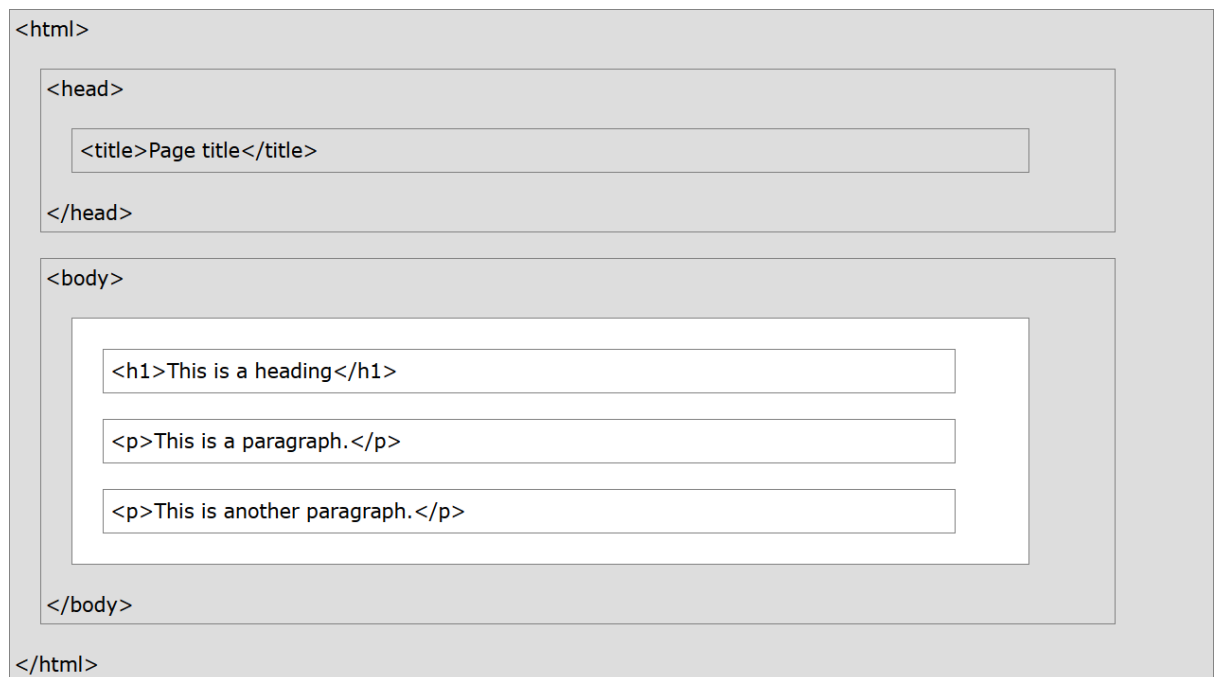 <html>
<head>
<title>Page title</title>
</head>
<body>
<h1>This is a heading</h1>
<p>This is a paragraph.</p>
<p>This is another paragraph.</p>
</body>
</html>